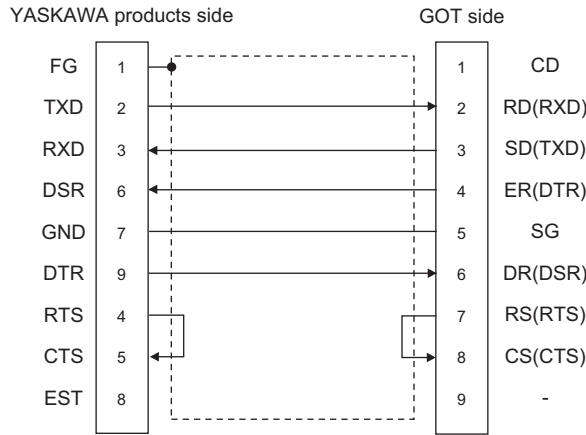 YASKAWA products side GOT side
FG 1 1 CD
TXD 2 2 RD(RXD)
RXD 3 3 SD(TXD)
DSR 6 4 ER(DTR)
GND 7 5 SG
DTR 9 6 DR(DSR)
RTS 4 7 RS(RTS)
CTS 5 8 CS(CTS)
EST 8 9 -